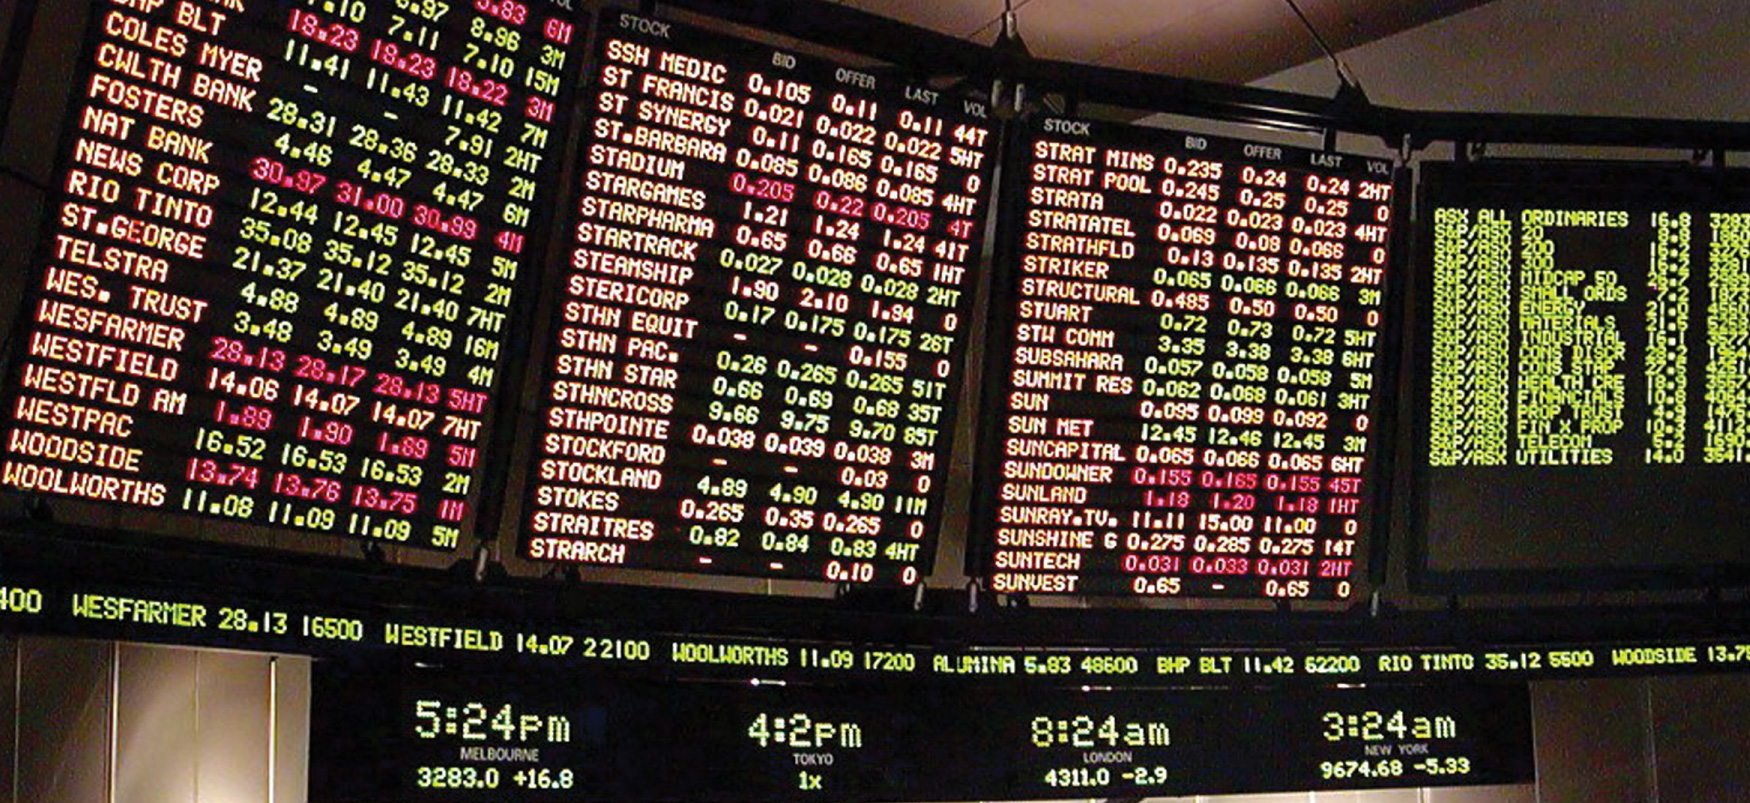 5.83 6M
8.97 8.96 3M
7.11 7.10 15M
18.23 18.23 18.22 3M
BLT 11.41 11.43 11.42 7M
COLES MYER - - 7.91 2HT
CWLTH BANK 28.31 28.36 28.33 2M
FOSTERS 4.46 4.47 4.47 6M
NAT BANK 30.97 31.00 30.99 4M
NEWS CORP 12.44 12.45 12.45 5M
RIO TINTO 35.08 35.12 35.12 2M
ST.GEORGE 21.37 21.40 21.40 7HT
TELSTRA 4.88 4.89 4.89 16M
WES. TRUST 3.48 3.49 3.49 4M
WESFARMER 28.13 28.17 28.13 5HT
WESTFIELD 14.06 14.07 14.07 7HT
WESTFLD AM 1.89 1.90 1.89 5M
WESTPAC 16.52 16.53 16.53 2M
WOODSIDE 13.74 13.76 13.75 1M
WOOLWORTHS 11.08 11.09 11.09 5M
STOCK BID OFFER LAST VOL
SSH MEDIC 0.105 0.11 0.11 44T
ST FRANCIS 0.021 0.022 0.022 5HT
ST SYNERGY 0.11 0.165 0.165 0
ST.BARBARA 0.085 0.086 0.085 4HT
STADIUM 0.205 0.22 0.205 4T
STARGAMES 1.21 1.24 1.24 41T
STARPHARMA 0.65 0.66 0.65 1HT
STARTRACK 0.027 0.028 0.028 2HT
STEAMSHIP 1.90 2.10 1.94 0
STERICORP 0.17 0.175 0.175 26T
STHN EQUIT - - 0.155 0
STHN PAC. 0.26 0.265 0.265 51T
STHN STAR 0.66 0.69 0.68 35T
STHNCROSS 9.66 9.75 9.70 85T
STHPOINTE 0.038 0.039 0.038 3M
STOCKFORD - - 0.03 0
STOCKLAND 4.89 4.90 4.90 11M
STOKES 0.265 0.35 0.265 0
STRAITRES 0.82 0.84 0.83 4HT
STRARCH - - 0.10 0
STOCK BID OFFER LAST VOL
STRAT MINS 0.235 0.24 0.24 2HT
STRAT POOL 0.245 0.25 0.25 0
STRATA 0.022 0.023 0.023 4HT
STRATATEL 0.069 0.08 0.066 0
STRATHFLD 0.13 0.135 0.135 2HT
STRIKER 0.065 0.066 0.066 3M
STRUCTURAL 0.485 0.50 0.50 0
STUART 0.72 0.73 0.72 5HT
STW COMM 3.35 3.38 3.38 6HT
SUBSAHARA 0.057 0.058 0.058 5M
SUMMIT RES 0.062 0.068 0.061 3HT
SUN 0.095 0.099 0.092 0
SUN MET 12.45 12.46 12.45 3M
SUNCAPITAL 0.065 0.066 0.065 6HT
SUNDOWNER 0.155 0.165 0.155 45T
SUNLAND 1.18 1.20 1.18 1HT
SUNRAY.TV. 11.11 15.00 11.00 0
SUNSHINE G 0.275 0.285 0.275 14T
SUNTECH 0.031 0.033 0.031 2HT
SUNVEST 0.65 - 0.65 0
ASX ALL ORDINARIES 16.8 3283
S&P/ASX 20
S&P/ASX 200
S&P/ASX 300
S&P/ASX MIDCAP 50
S&P/ASX SMALL ORDS
S&P/ASX ENERGY
S&P/ASX MATERIALS
S&P/ASX INDUSTRIAL
S&P/ASX CONS DISCR
S&P/ASX CONS STAP
S&P/ASX HEALTH CRE
S&P/ASX FINANCIALS
S&P/ASX PROP TRUST
S&P/ASX FIN X PROP
S&P/ASX TELECOM
S&P/ASX UTILITIES 14.0 3541
400 WESFARMER 28.13 16500 WESTFIELD 14.07 22100 WOOLWORTHS 11.09 17200 ALUMINA 5.83 48600 BHP BLT 11.42 62200 RIO TINTO 35.12 5500 WOODSIDE 13.75
5:24pm 4:2pm 8:24am 3:24am
MELBOURNE TOKYO LONDON NEW YORK
3283.0 +16.8 1x 4311.0 -2.9 9674.68 -5.33